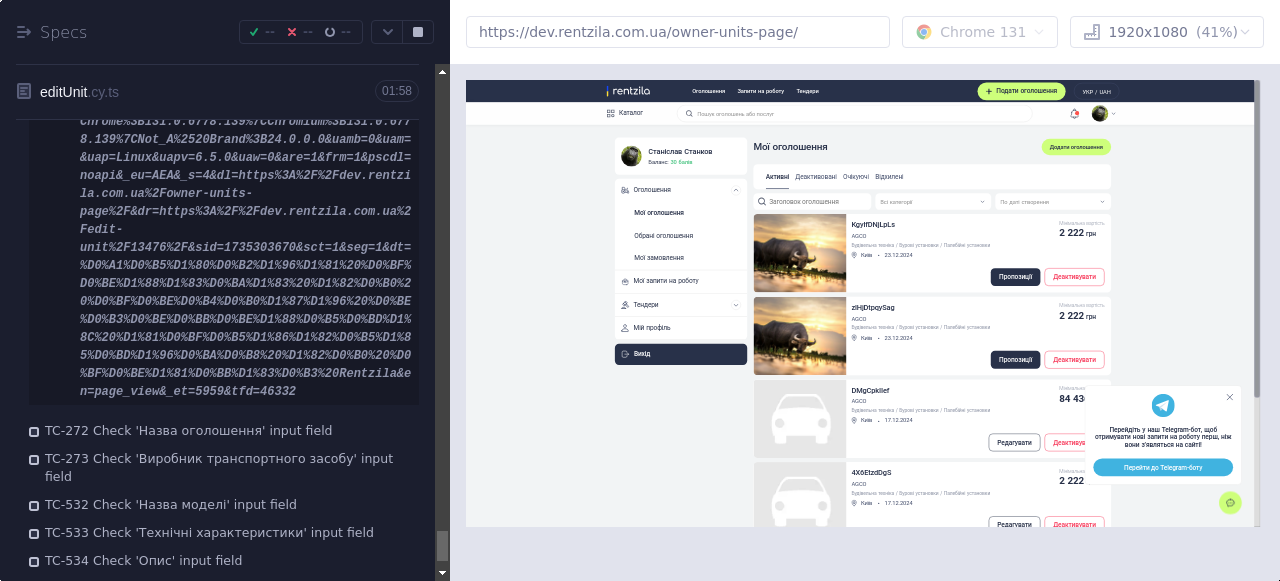 Specs
--
--
--
https://dev.rentzila.com.ua/owner-units-page/
Chrome 131
1920x1080 (41%)
editUnit.cy.ts
01:58
8.139%7CNot_A%2520Brand%3B24.0.0.0&uamb=0&uam=
&uap=Linux&uapv=6.5.0&uaw=0&are=1&frm=1&pscdl=
noapi&_eu=AEA&_s=4&dl=https%3A%2F%2Fdev.rentzi
la.com.ua%2Fowner-units-
page%2F&dr=https%3A%2F%2Fdev.rentzila.com.ua%2
Fedit-
unit%2F13476%2F&sid=1735303670&sct=1&seg=1&dt=
%D0%A1%D0%B5%D1%80%D0%B2%D1%96%D1%81%20%D0%BF%
D0%BE%D1%88%D1%83%D0%BA%D1%83%20%D1%82%D0%B0%2
0%D0%BF%D0%BE%D0%B4%D0%B0%D1%87%D1%96%20%D0%BE
%D0%B3%D0%BE%D0%BB%D0%BE%D1%88%D0%B5%D0%BD%D1%
8C%20%D1%81%D0%BF%D0%B5%D1%86%D1%82%D0%B5%D1%8
5%D0%BD%D1%96%D0%BA%D0%B8%20%D1%82%D0%B0%20%D0
%BF%D0%BE%D1%81%D0%BB%D1%83%D0%B3%20Rentzila&e
n=page_view&_et=5959&tfd=46332
TC-272 Check 'Назва оголошення' input field
TC-273 Check 'Виробник транспортного засобу' input
field
TC-532 Check 'Назва моделі' input field
TC-533 Check 'Технічні характеристики' input field
TC-534 Check 'Опис' input field
rentzila
Оголошення
Запити на роботу
Тендери
Подати оголошення
УКР / UAH
Каталог
Пошук оголошень або послуг
Станіслав Станков
Баланс: 30 балів
Оголошення
Мої оголошення
Обрані оголошення
Мої замовлення
Мої запити на роботу
Тендери
Мій профіль
Вихід
Мої оголошення
Додати оголошення
Активні
Деактивовані
Очікуючі
Відхилені
Заголовок оголошення
Всі категорії
По даті створення
KgyifDNjLpLs
AGCO
Будівельна техніка / Бурові установки / Палебійні установки
Київ • 23.12.2024
Мінімальна вартість
2 222 грн
Пропозиції
Деактивувати
ziHjDtpqySag
AGCO
Будівельна техніка / Бурові установки / Палебійні установки
Київ • 23.12.2024
Мінімальна вартість
2 222 грн
Пропозиції
Деактивувати
DMgCpkIief
AGCO
Будівельна техніка / Бурові установки / Палебійні установки
Київ • 17.12.2024
84 43
Редагувати
4X6EtzdDgS
AGCO
Будівельна техніка / Бурові установки / Палебійні установки
Київ • 17.12.2024
2 222
Редагувати
Деактивувати
Перейдіть у наш Telegram-бот, щоб
отримувати нові запити на роботу перш, ніж
вони з'являться на сайті!
Перейти до Telegram-боту